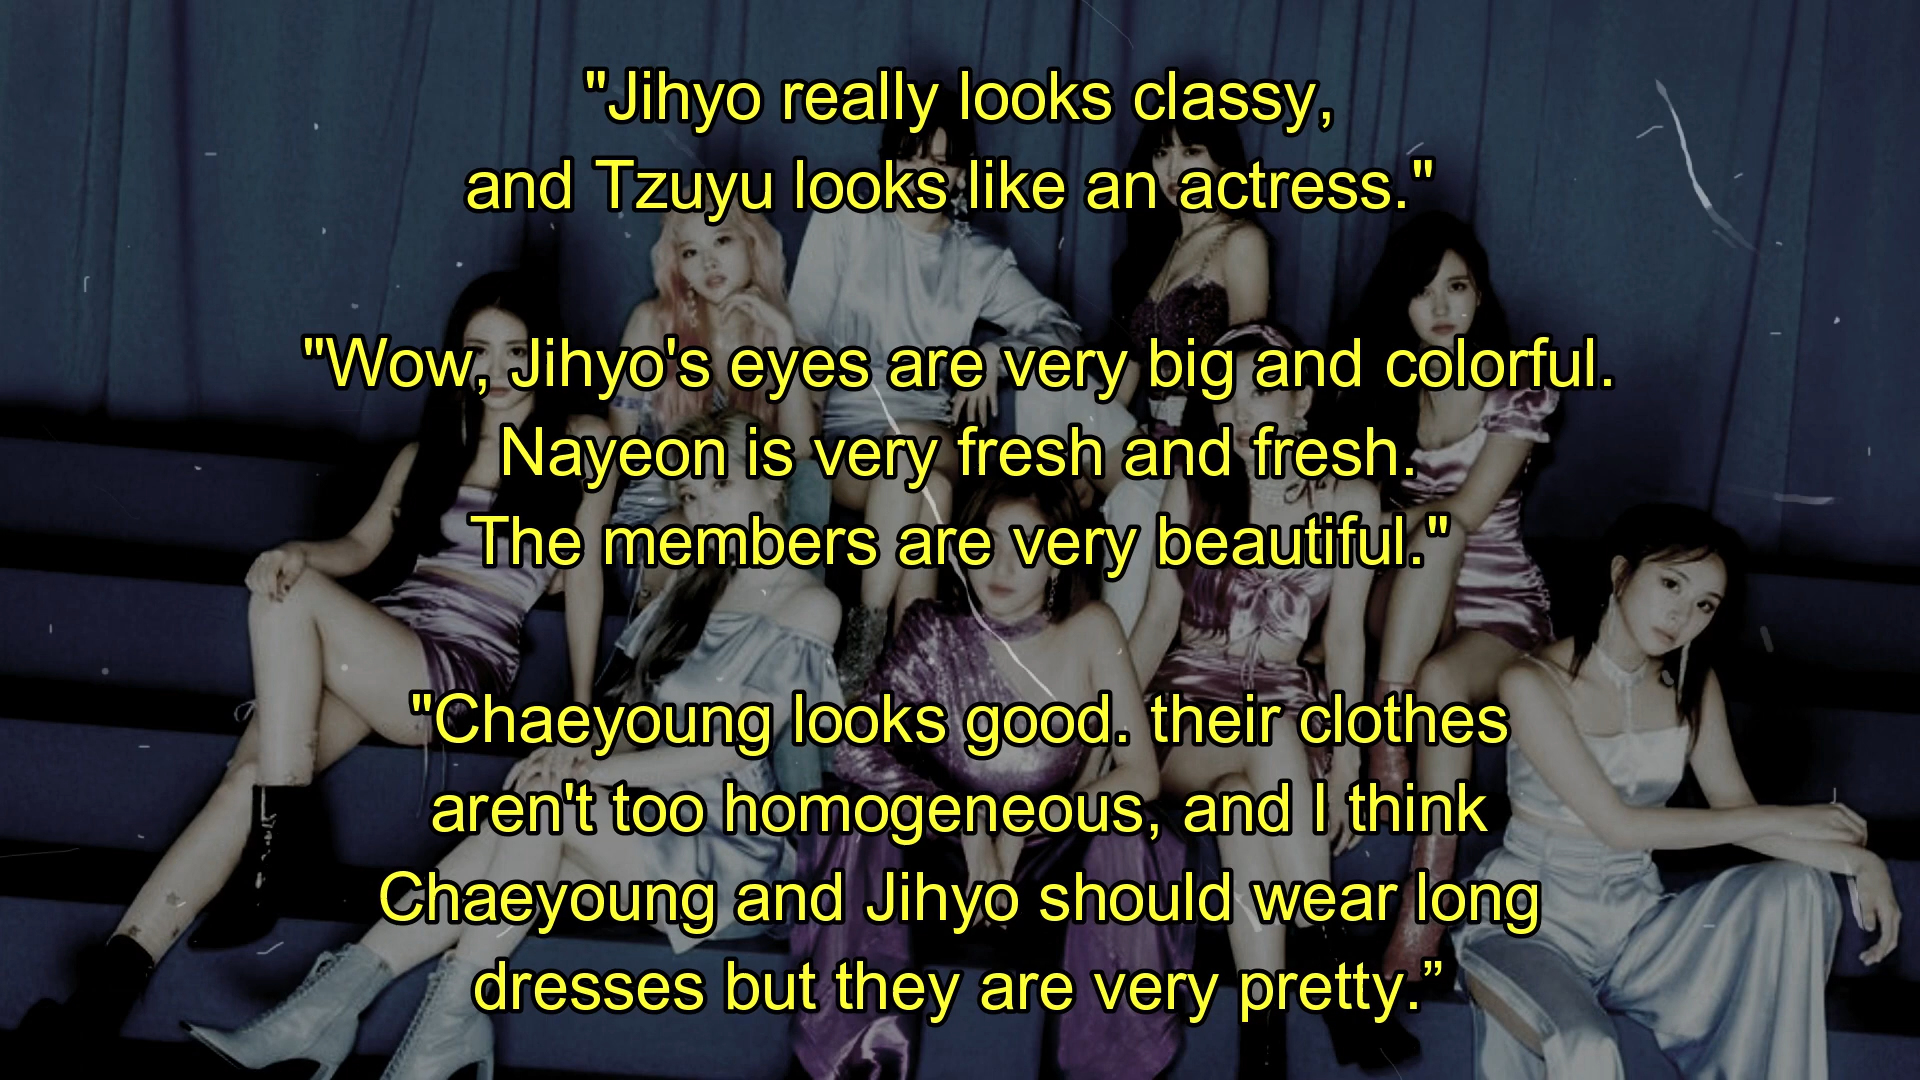 "Jihyo really looks classy,
and Tzuyu looks like an actress."
"Wow, Jihyo's eyes are very big and colorful.
Nayeon is very fresh and fresh.
The members are very beautiful."
"Chaeyoung looks good. their clothes
aren't too homogeneous, and I think
Chaeyoung and Jihyo should wear long
dresses but they are very pretty.”